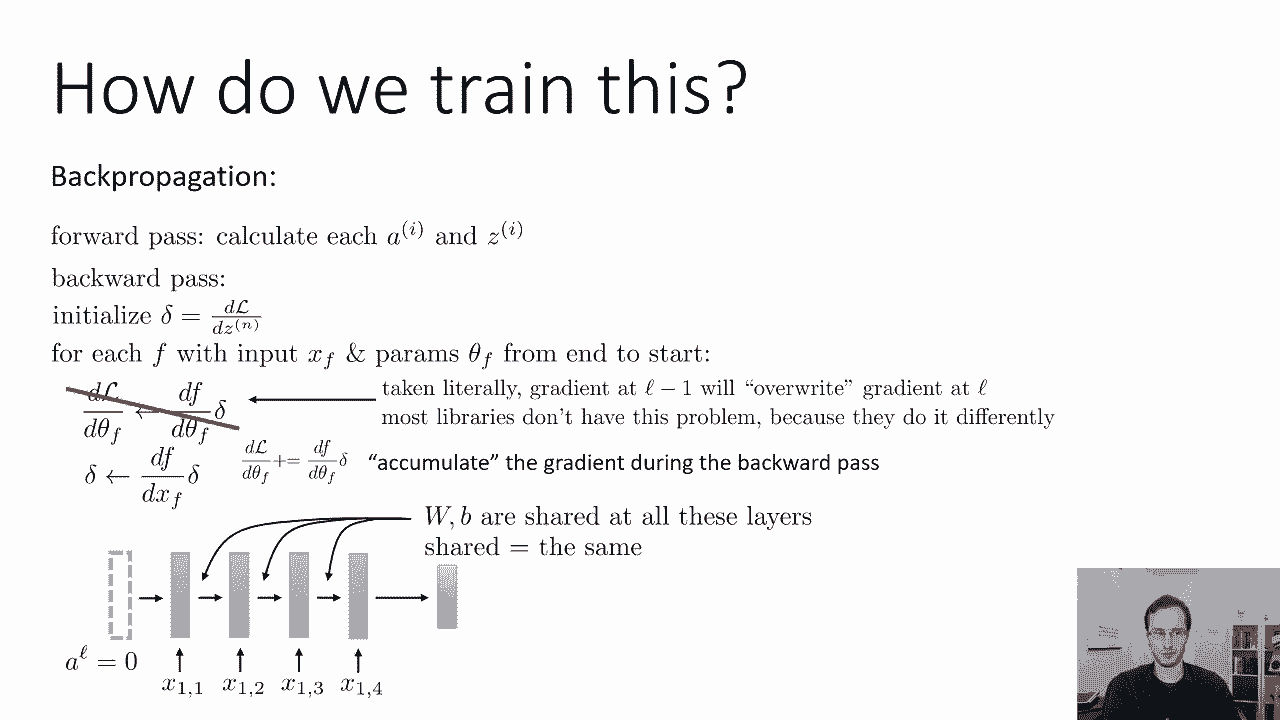 How do we train this?
Backpropagation:
forward pass: calculate each $a^{(i)}$ and $z^{(i)}$
backward pass:
initialize $\delta = \frac{d\mathcal{L}}{dz^{(n)}}$
for each $f$ with input $x_f$ & params $\theta_f$ from end to start:
$\frac{d\mathcal{L}}{d\theta_f} \leftarrow \frac{df}{d\theta_f}\delta$
taken literally, gradient at $\ell - 1$ will “overwrite” gradient at $\ell$
most libraries don't have this problem, because they do it differently
$\delta \leftarrow \frac{df}{dx_f}\delta$
$\frac{d\mathcal{L}}{d\theta_f} += \frac{df}{d\theta_f}\delta$ “accumulate” the gradient during the backward pass
$W, b$ are shared at all these layers
shared = the same
$a^\ell = 0$
$x_{1,1}$ $x_{1,2}$ $x_{1,3}$ $x_{1,4}$